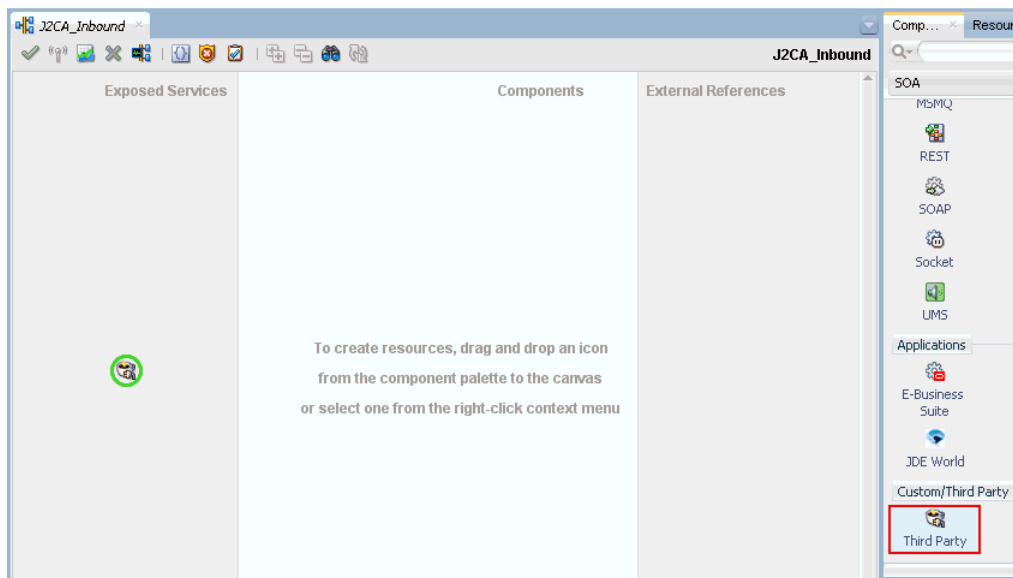 J2CA_Inbound
Comp...
Resour
J2CA_Inbound
Exposed Services
Components
External References
To create resources, drag and drop an icon
from the component palette to the canvas
or select one from the right-click context menu
SOA
MSMQ
REST
SOAP
Socket
UMS
Applications
E-Business
Suite
JDE World
Custom/Third Party
Third Party